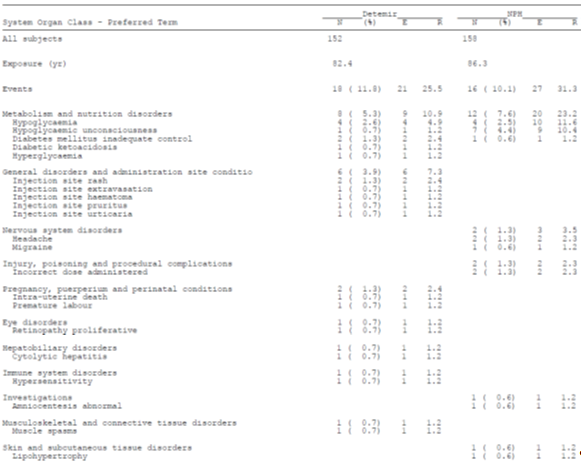 Detemir NPH
System Organ Class - Preferred Term N (%) E R N (%) E R
All subjects 152 158
Exposure (yr) 82.4 86.3
Events 18 ( 11.8) 21 25.5 16 ( 10.1) 27 31.3
Metabolism and nutrition disorders 8 ( 5.3) 9 10.9 12 ( 7.6) 20 23.2
Hypoglycaemia 4 ( 2.6) 4 4.9 4 ( 2.5) 10 11.6
Hypoglycaemic unconsciousness 1 ( 0.7) 1 1.2 7 ( 4.4) 9 10.4
Diabetes mellitus inadequate control 2 ( 1.3) 2 2.4 1 ( 0.6) 1 1.2
Diabetic ketoacidosis 1 ( 0.7) 1 1.2
Hyperglycaemia 1 ( 0.7) 1 1.2
General disorders and administration site conditio 6 ( 3.9) 6 7.3
Injection site rash 2 ( 1.3) 2 2.4
Injection site extravasation 1 ( 0.7) 1 1.2
Injection site haematoma 1 ( 0.7) 1 1.2
Injection site pruritus 1 ( 0.7) 1 1.2
Injection site urticaria 1 ( 0.7) 1 1.2
Nervous system disorders 2 ( 1.3) 3 3.5
Headache 2 ( 1.3) 2 2.3
Migraine 1 ( 0.6) 1 1.2
Injury, poisoning and procedural complications 2 ( 1.3) 2 2.3
Incorrect dose administered 2 ( 1.3) 2 2.3
Pregnancy, puerperium and perinatal conditions 2 ( 1.3) 2 2.4
Intra-uterine death 1 ( 0.7) 1 1.2
Premature labour 1 ( 0.7) 1 1.2
Eye disorders 1 ( 0.7) 1 1.2
Retinopathy proliferative 1 ( 0.7) 1 1.2
Hepatobiliary disorders 1 ( 0.7) 1 1.2
Cytolytic hepatitis 1 ( 0.7) 1 1.2
Immune system disorders 1 ( 0.7) 1 1.2
Hypersensitivity 1 ( 0.7) 1 1.2
Investigations 1 ( 0.6) 1 1.2
Amniocentesis abnormal 1 ( 0.6) 1 1.2
Musculoskeletal and connective tissue disorders 1 ( 0.7) 1 1.2
Muscle spasms 1 ( 0.7) 1 1.2
Skin and subcutaneous tissue disorders 1 ( 0.6) 1 1.2
Lipohypertrophy 1 ( 0.6) 1 1.2